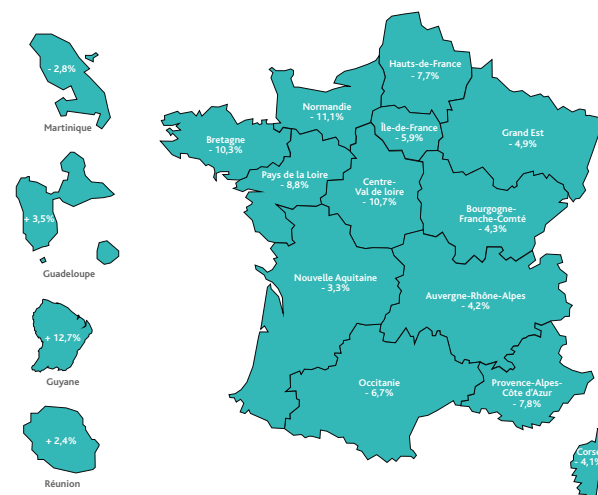 - 2,8%
Martinique
+ 3,5%
Guadeloupe
+ 12,7%
Guyane
+ 2,4%
Réunion
Hauts-de-France
- 7,7%
Normandie
- 11,1%
Île-de-France
- 5,9%
Grand Est
- 4,9%
Bretagne
- 10,3%
Pays de la Loire
- 8,8%
Centre-
Val de loire
- 10,7%
Bourgogne-
Franche-Comté
- 4,3%
Nouvelle Aquitaine
- 3,3%
Auvergne-Rhône-Alpes
- 4,2%
Occitanie
- 6,7%
Provence-Alpes-
Côte d'Azur
- 7,8%
Corse
- 4,1%